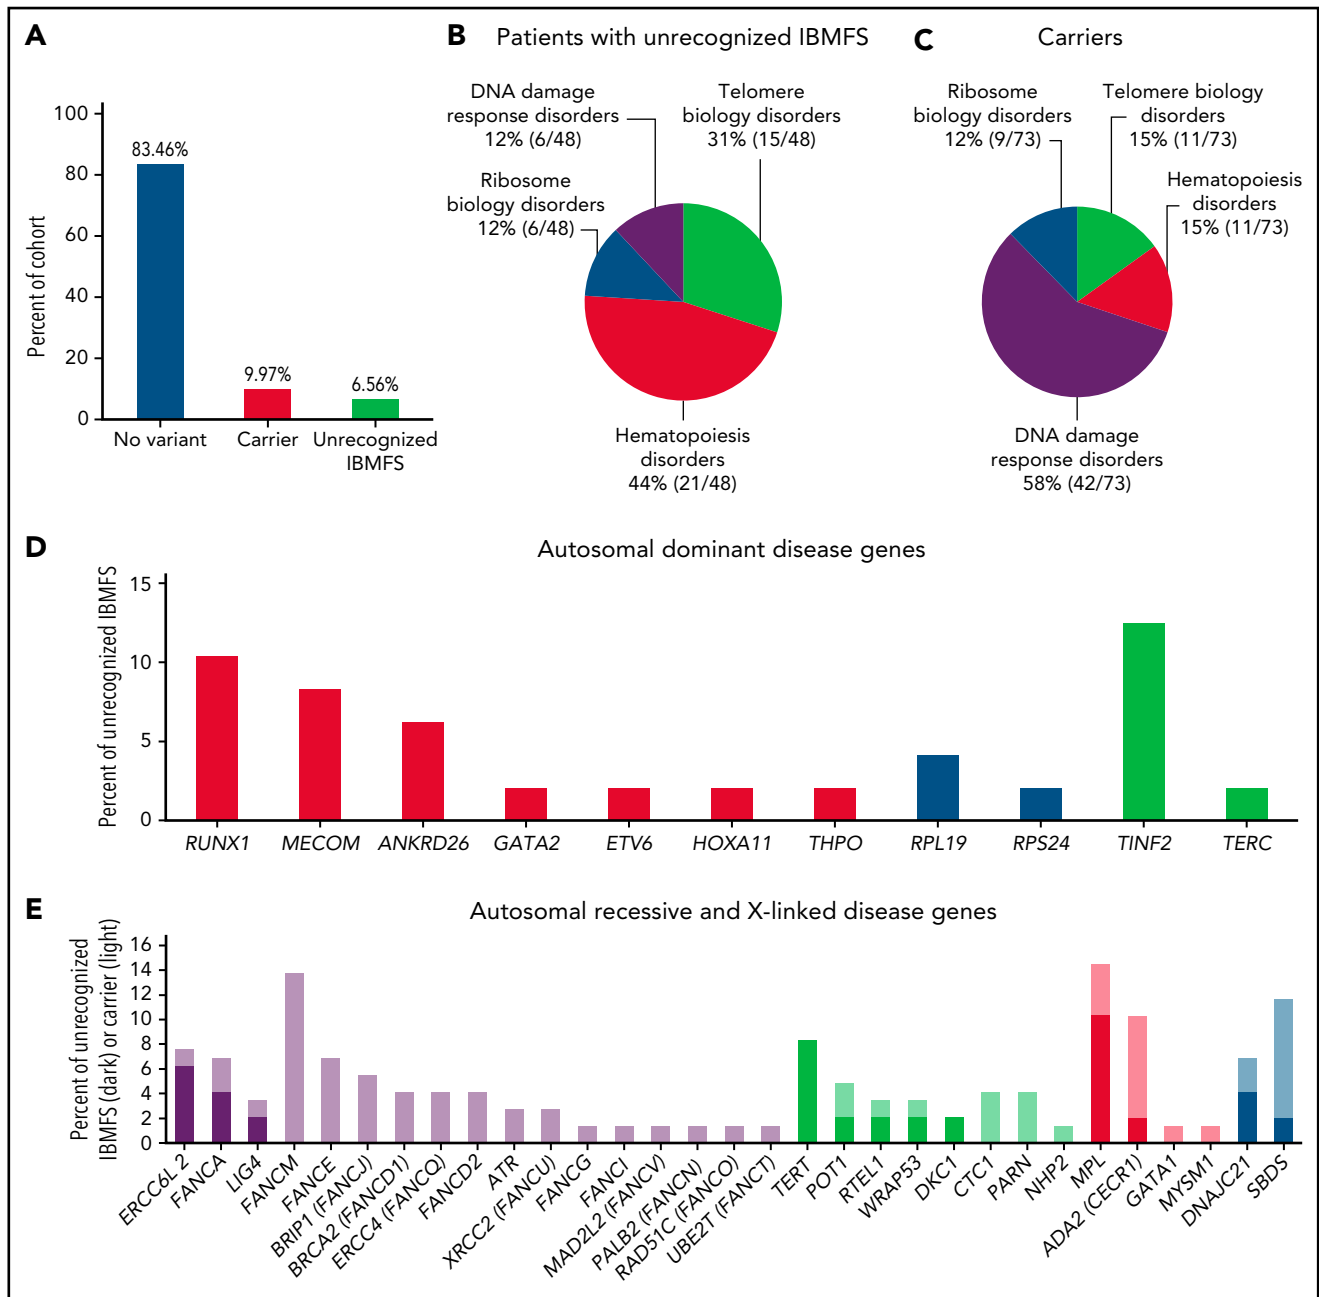 A
Percent of cohort
100
80
60
40
20
0
83.46%
9.97%
6.56%
No variant
Carrier
Unrecognized
IBMFS
B
Patients with unrecognized IBMFS
DNA damage
response disorders
12% (6/48)
Telomere
biology disorders
31% (15/48)
Ribosome
biology disorders
12% (6/48)
Hematopoiesis
disorders
44% (21/48)
C
Carriers
Ribosome
biology disorders
12% (9/73)
Telomere biology
disorders
15% (11/73)
Hematopoiesis
disorders
15% (11/73)
DNA damage
response disorders
58% (42/73)
D
Autosomal dominant disease genes
Percent of unrecognized IBMFS
15
10
5
0
RUNX1
MECOM
ANKRD26
GATA2
ETV6
HOXA11
THPO
RPL19
RPS24
TINF2
TERC
E
Autosomal recessive and X-linked disease genes
Percent of unrecognized
IBMFS (dark) or carrier (light)
16
14
12
10
8
6
4
2
0
ERCC6L 2
FANCA
LIG4
FANCM
FANCE
BRIP1 (FANCJ)
BRCA2 (FANCD1)
ERCC4 (FANCQ)
FANCD2
ATR
XRCC2 (FANCU)
FANCG
FANCI
MAD2L2 (FANCV)
PALB2 (FANCN)
RAD51C (FANCO)
UBE2T (FANCT)
TERT
POT1
RTEL1
WRAP53
DKC1
CTC1
PARN
NHP2
MPL
ADA2 (CECR1)
GATA1
MYSM1
DNAJC21
SBDS